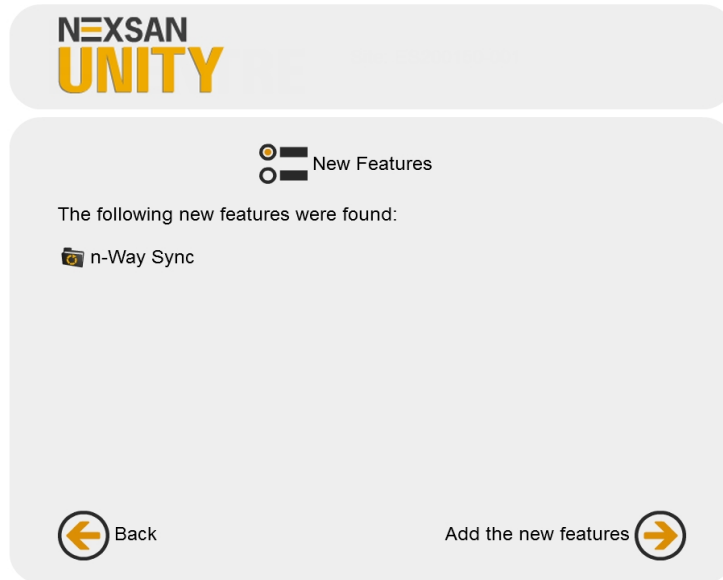 NEXSAN
UNITY
New Features
The following new features were found:
n-Way Sync
Back
Add the new features